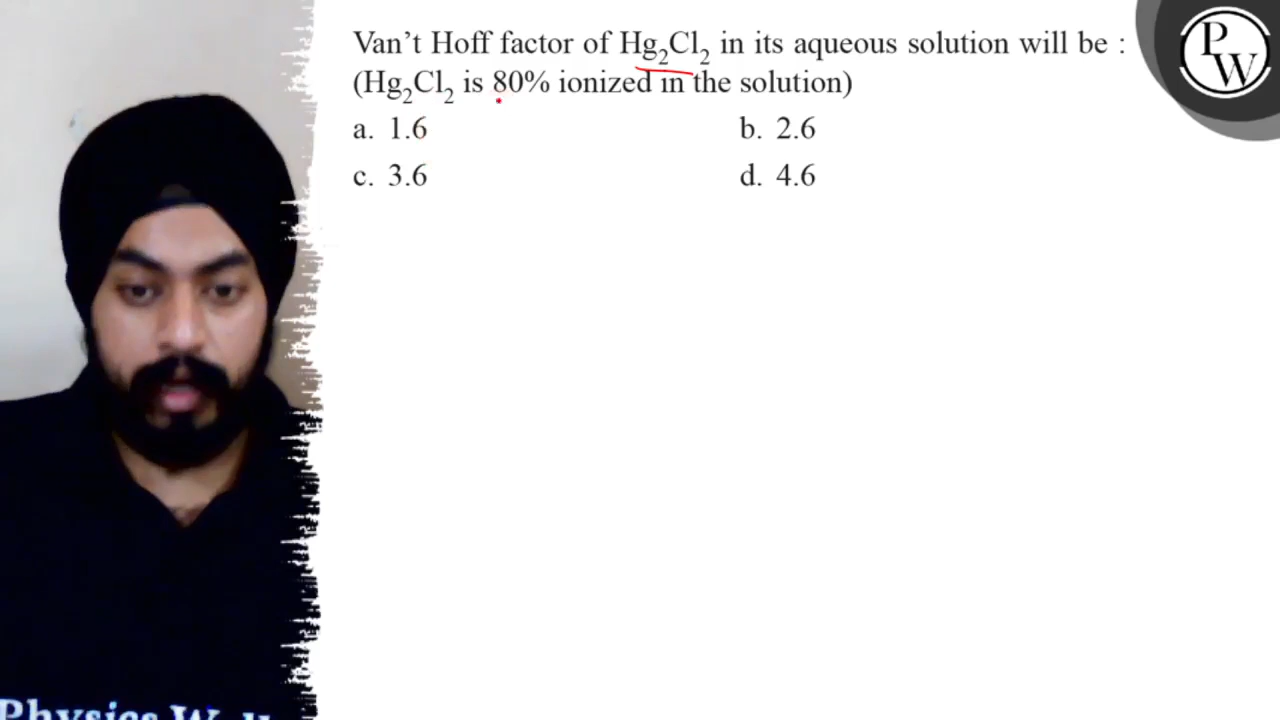 Van’t Hoff factor of Hg₂Cl₂ in its aqueous solution will be :
(Hg₂Cl₂ is 80% ionized in the solution)
a. 1.6 b. 2.6
c. 3.6 d. 4.6
PW
Physics W